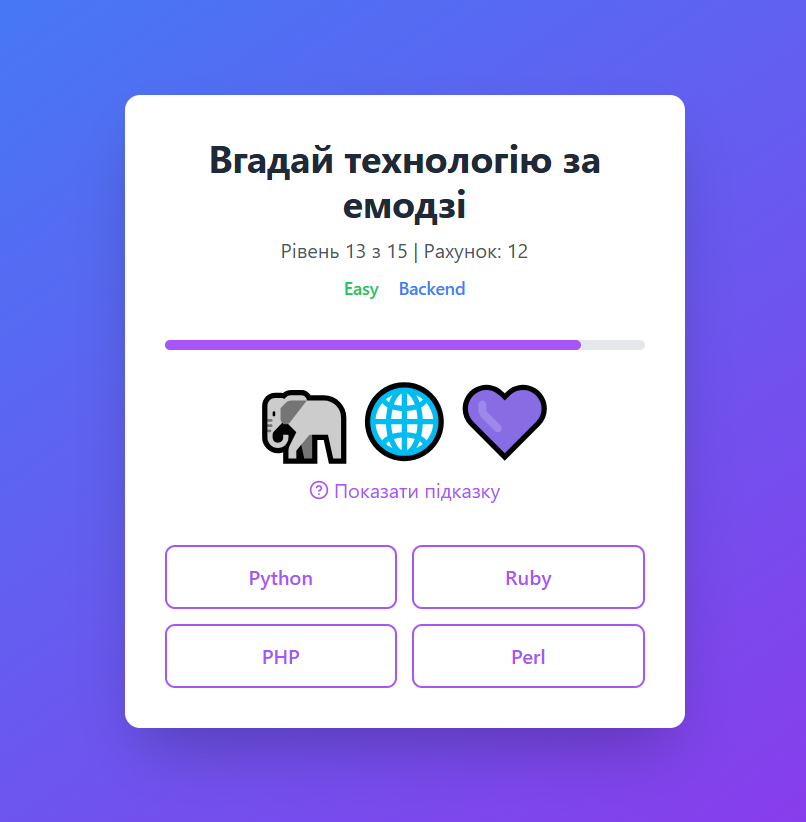 Вгадай технологію за
емодзі
Рівень 13 з 15 | Рахунок: 12
Easy Backend
Показати підказку
Python Ruby
PHP Perl